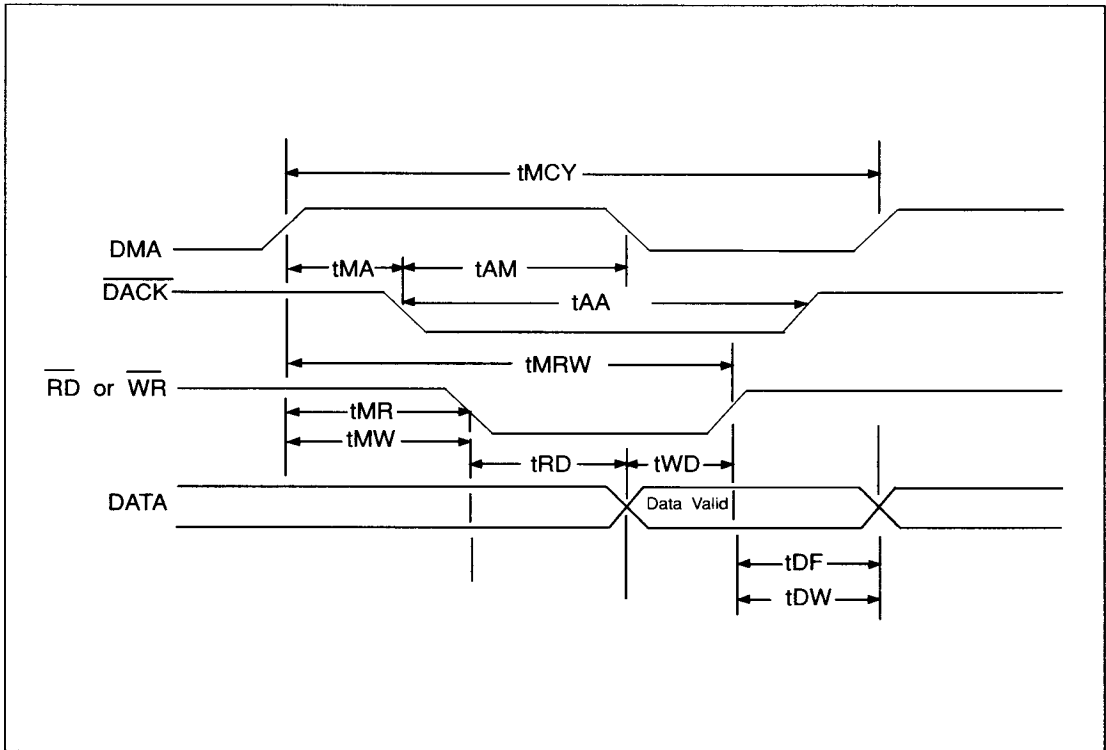 tMCY
DMA
tMA tAM
DACK
tAA
tMRW
RD or WR
tMR
tMW
tRD tWD
DATA Data Valid
tDF
tDW